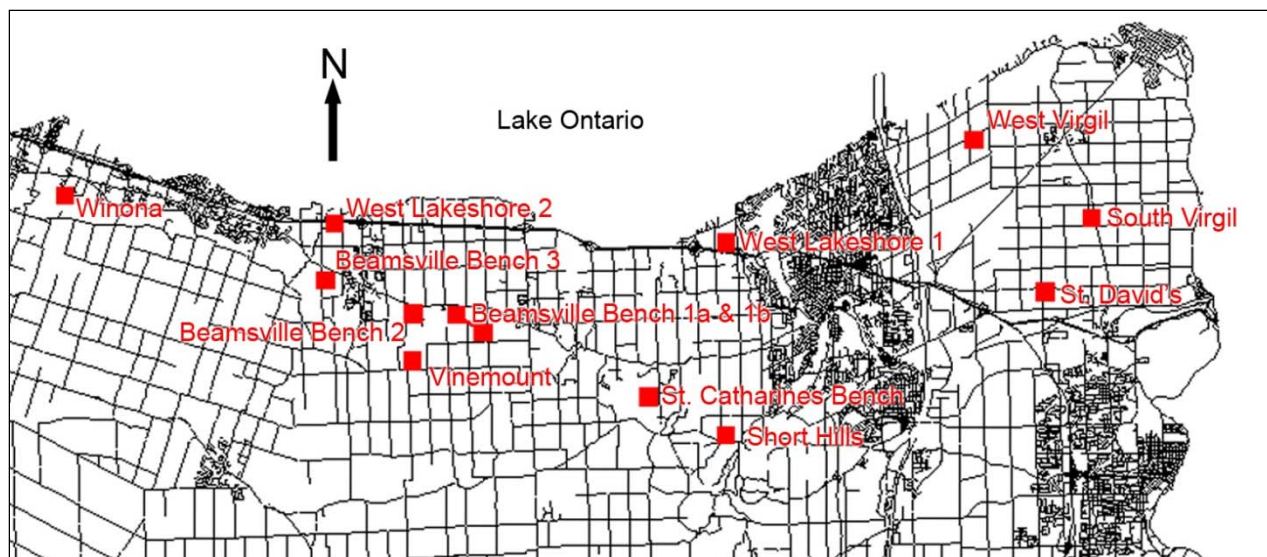 N
Lake Ontario
West Virgil
Winona
West Lakeshore 2
South Virgil
West Lakeshore 1
Beamsville Bench 3
St. David's
Beamsville Bench 1a & 1b
Beamsville Bench 2
Vinemount
St. Catharines Bench
Short Hills